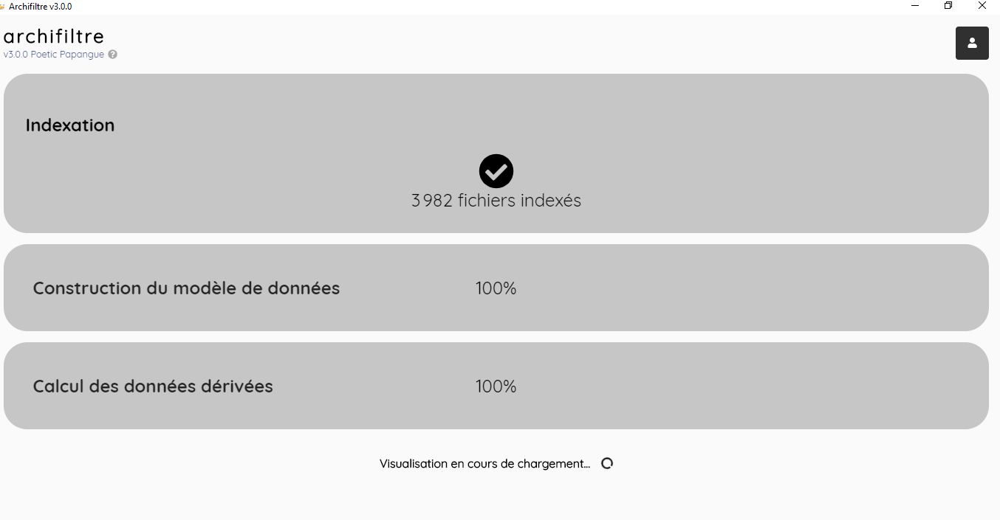 Archifiltre v3.0.0
archifiltre
v3.0.0 Poetic Papangue ?
Indexation
3 982 fichiers indexés
Construction du modèle de données 100%
Calcul des données dérivées 100%
Visualisation en cours de chargement...